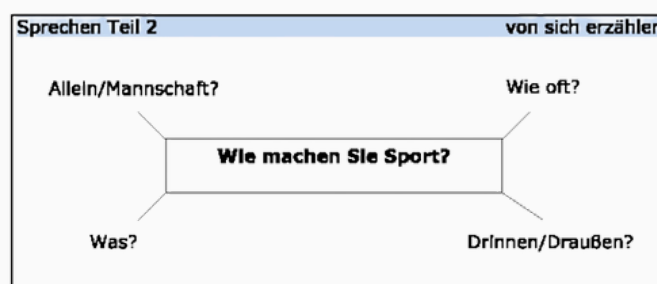 Sprechen Teil 2 von sich erzählen
Allein/Mannschaft? Wie oft?
Wie machen Sie Sport?
Was? Drinnen/Draußen?